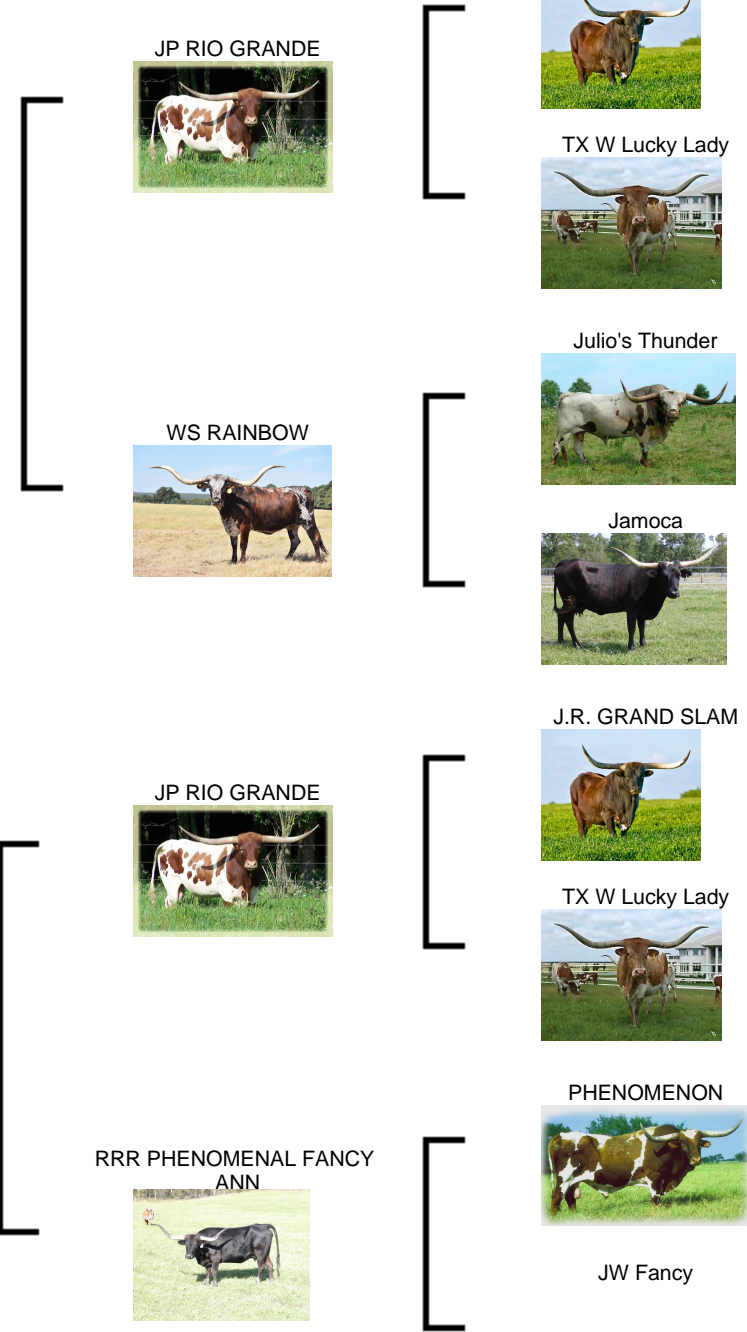 JP RIO GRANDE
TX W Lucky Lady
Julio's Thunder
WS RAINBOW
Jamoca
J.R. GRAND SLAM
JP RIO GRANDE
TX W Lucky Lady
PHENOMENON
RRR PHENOMENAL FANCY
ANN
JW Fancy